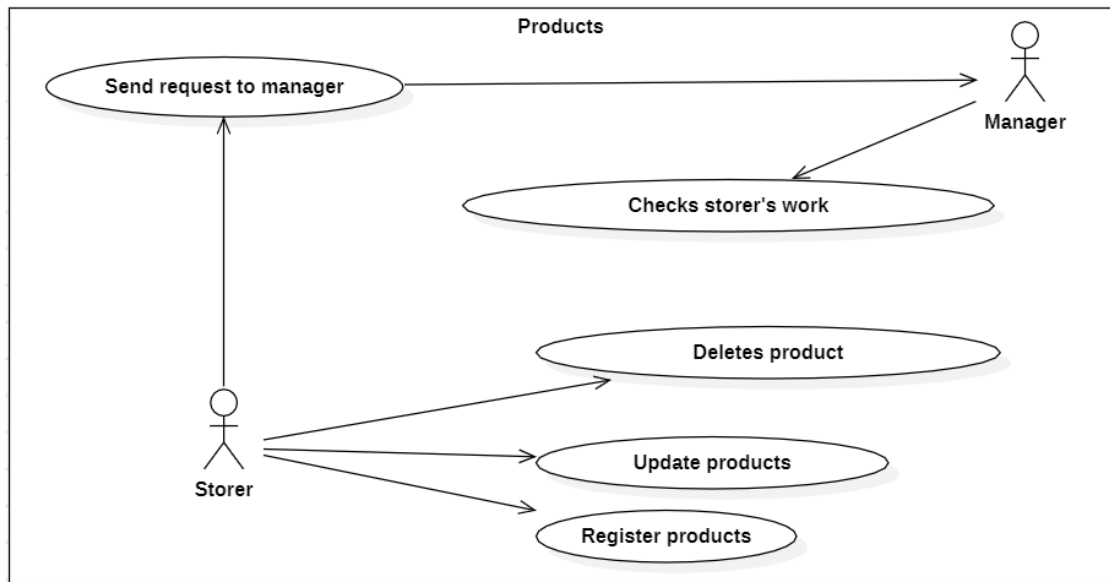 Products
Send request to manager
Manager
Checks storer's work
Deletes product
Update products
Storer
Register products